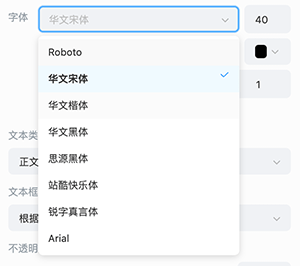 字体 华文宋体 40
Roboto
华文宋体
华文楷体 1
华文黑体
文本类
思源黑体
正文
站酷快乐体
文本框
锐字真言体
根据
Arial
不透明